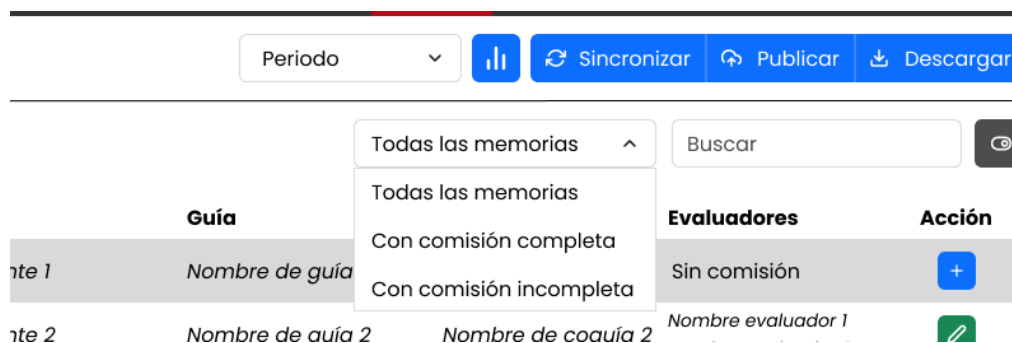 Periodo
Sincronizar
Publicar
Descargar
Todas las memorias
Buscar
Todas las memorias
Con comisión completa
Con comisión incompleta
Guía
Evaluadores
Acción
nte 1
Nombre de guía
Sin comisión
nte 2
Nombre de guía 2
Nombre de coguía 2
Nombre evaluador 1